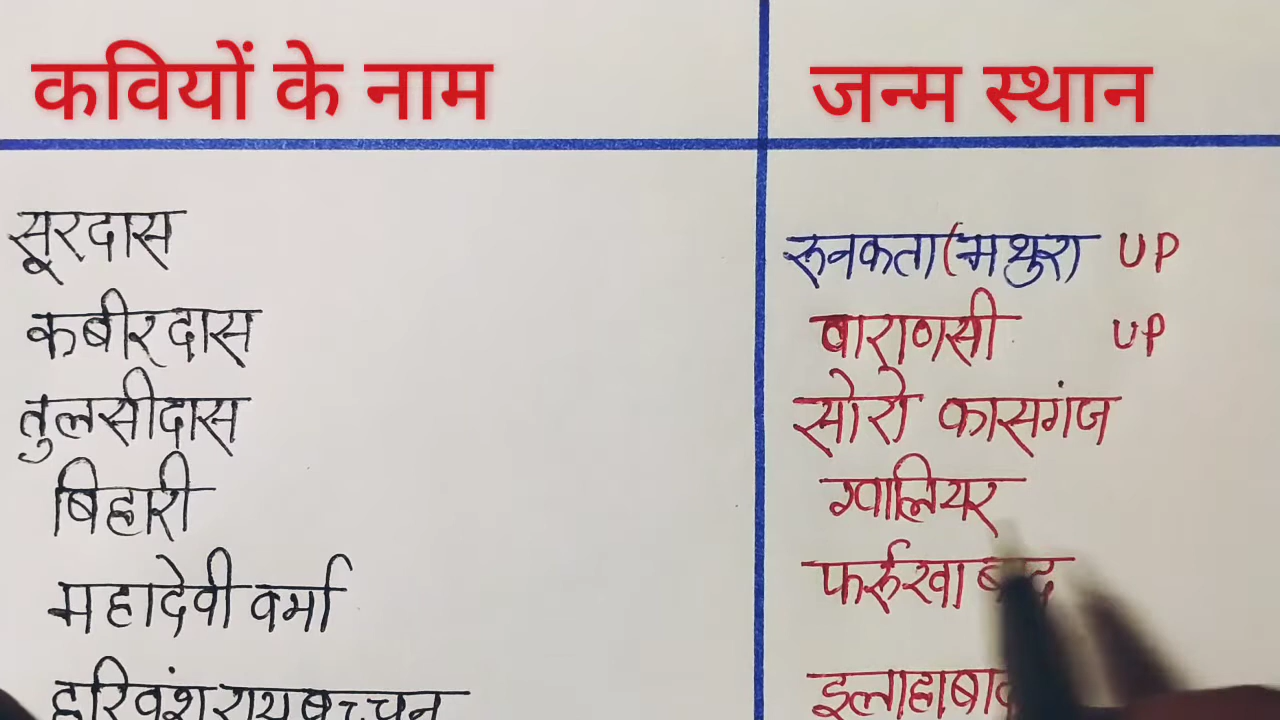 कवियों के नाम जन्म स्थान
सूरदास रुनकता (मथुरा) UP
कबीरदास वाराणसी UP
तुलसीदास सोरो कासगंज
बिहारी ग्वालियर
महादेवी वर्मा फर्रुखाबाद
हरिवंश राय बच्चन इलाहाबाद